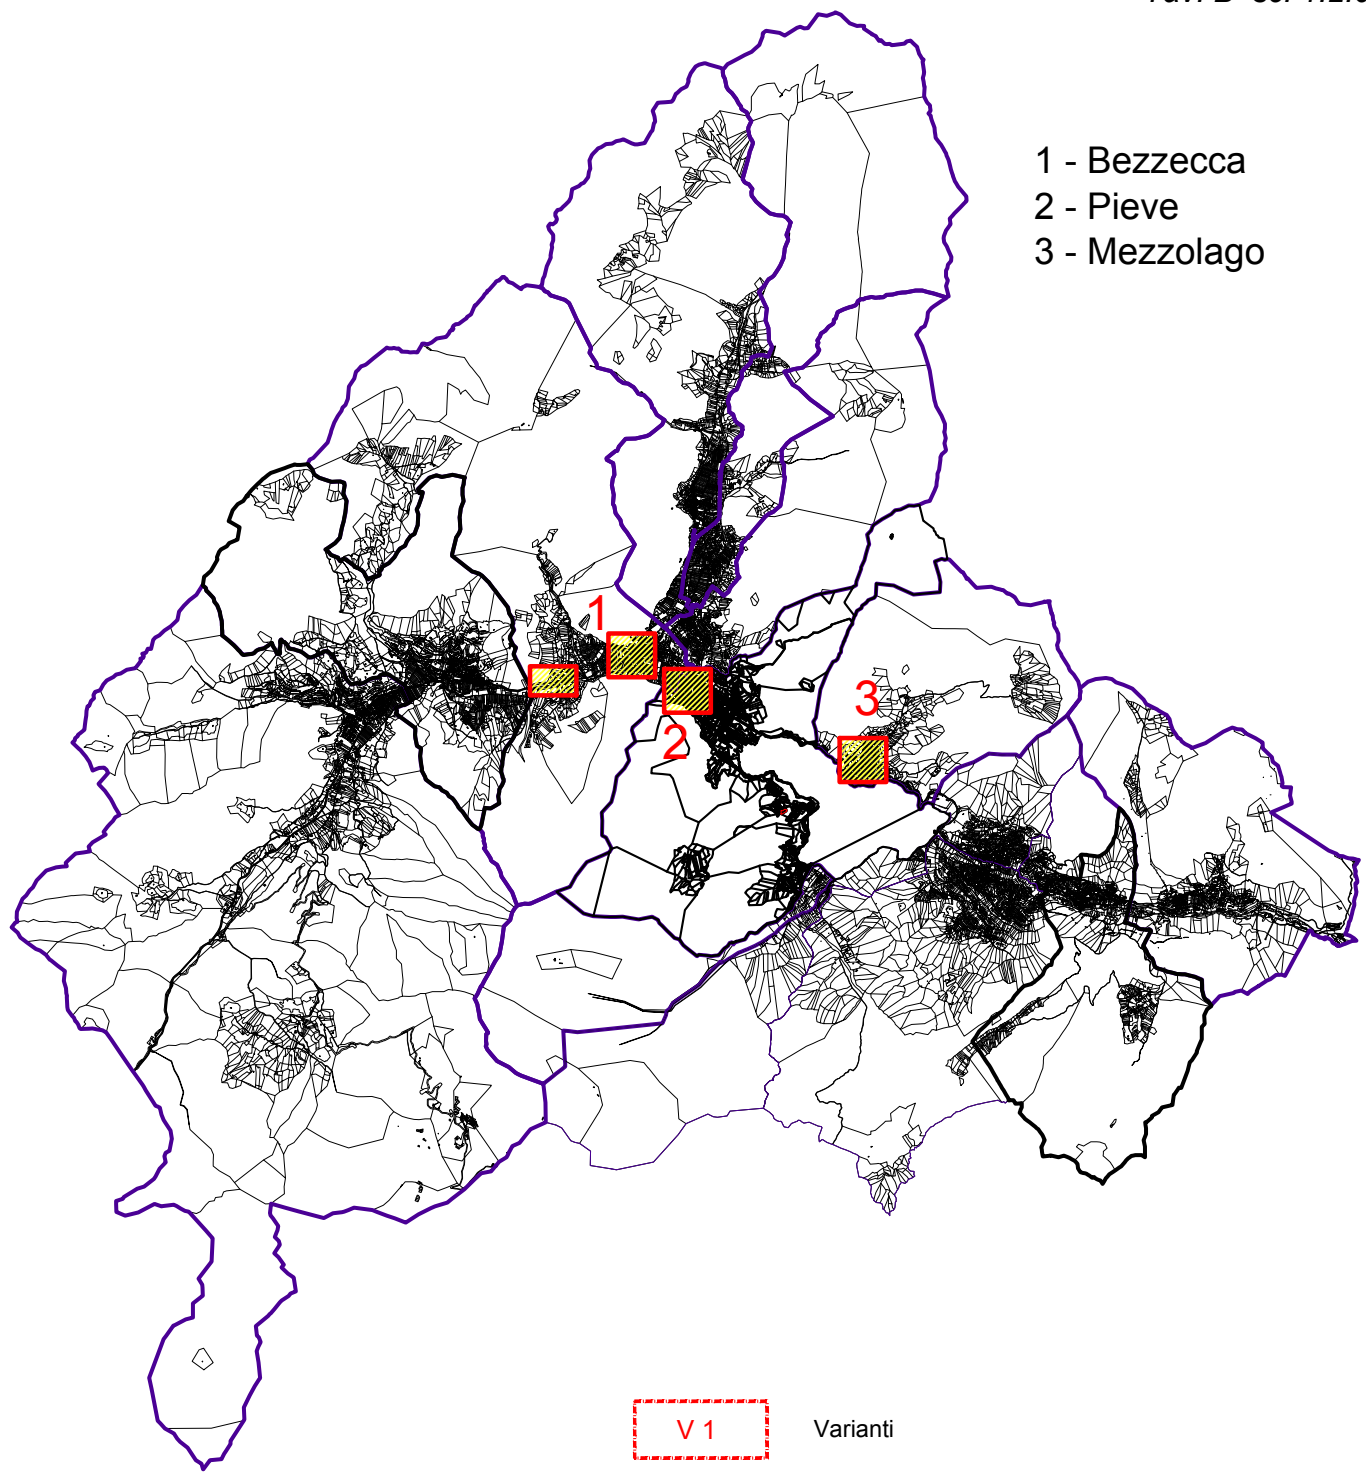 1 - Bezzecca
2 - Pieve
3 - Mezzolago
1
2
3
V 1
Varianti